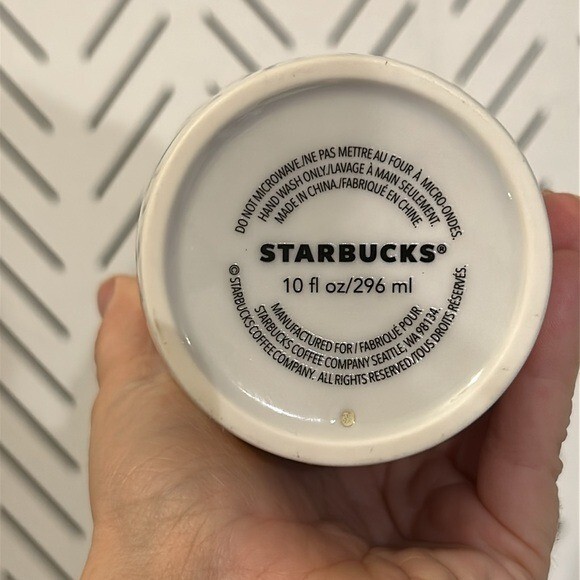 DO NOT MICROWAVE./NE PAS METTRE AU FOUR À MICRO-ONDES.
HAND WASH ONLY./LAVAGE À MAIN SEULEMENT.
MADE IN CHINA./FABRIQUÉ EN CHINE.
STARBUCKS®
10 fl oz/296 ml
MANUFACTURED FOR / FABRIQUÉ POUR
STARBUCKS COFFEE COMPANY SEATTLE, WA 98134
© STARBUCKS COFFEE COMPANY. ALL RIGHTS RESERVED./TOUS DROITS RÉSERVÉS.